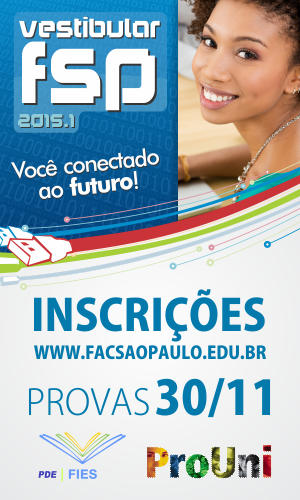 vestibular
fsp
2015.1
Você conectado
ao futuro!
INSCRIÇÕES
WWW.FACSAOPAULO.EDU.BR
PROVAS 30/11
PDE | FIES
ProUni